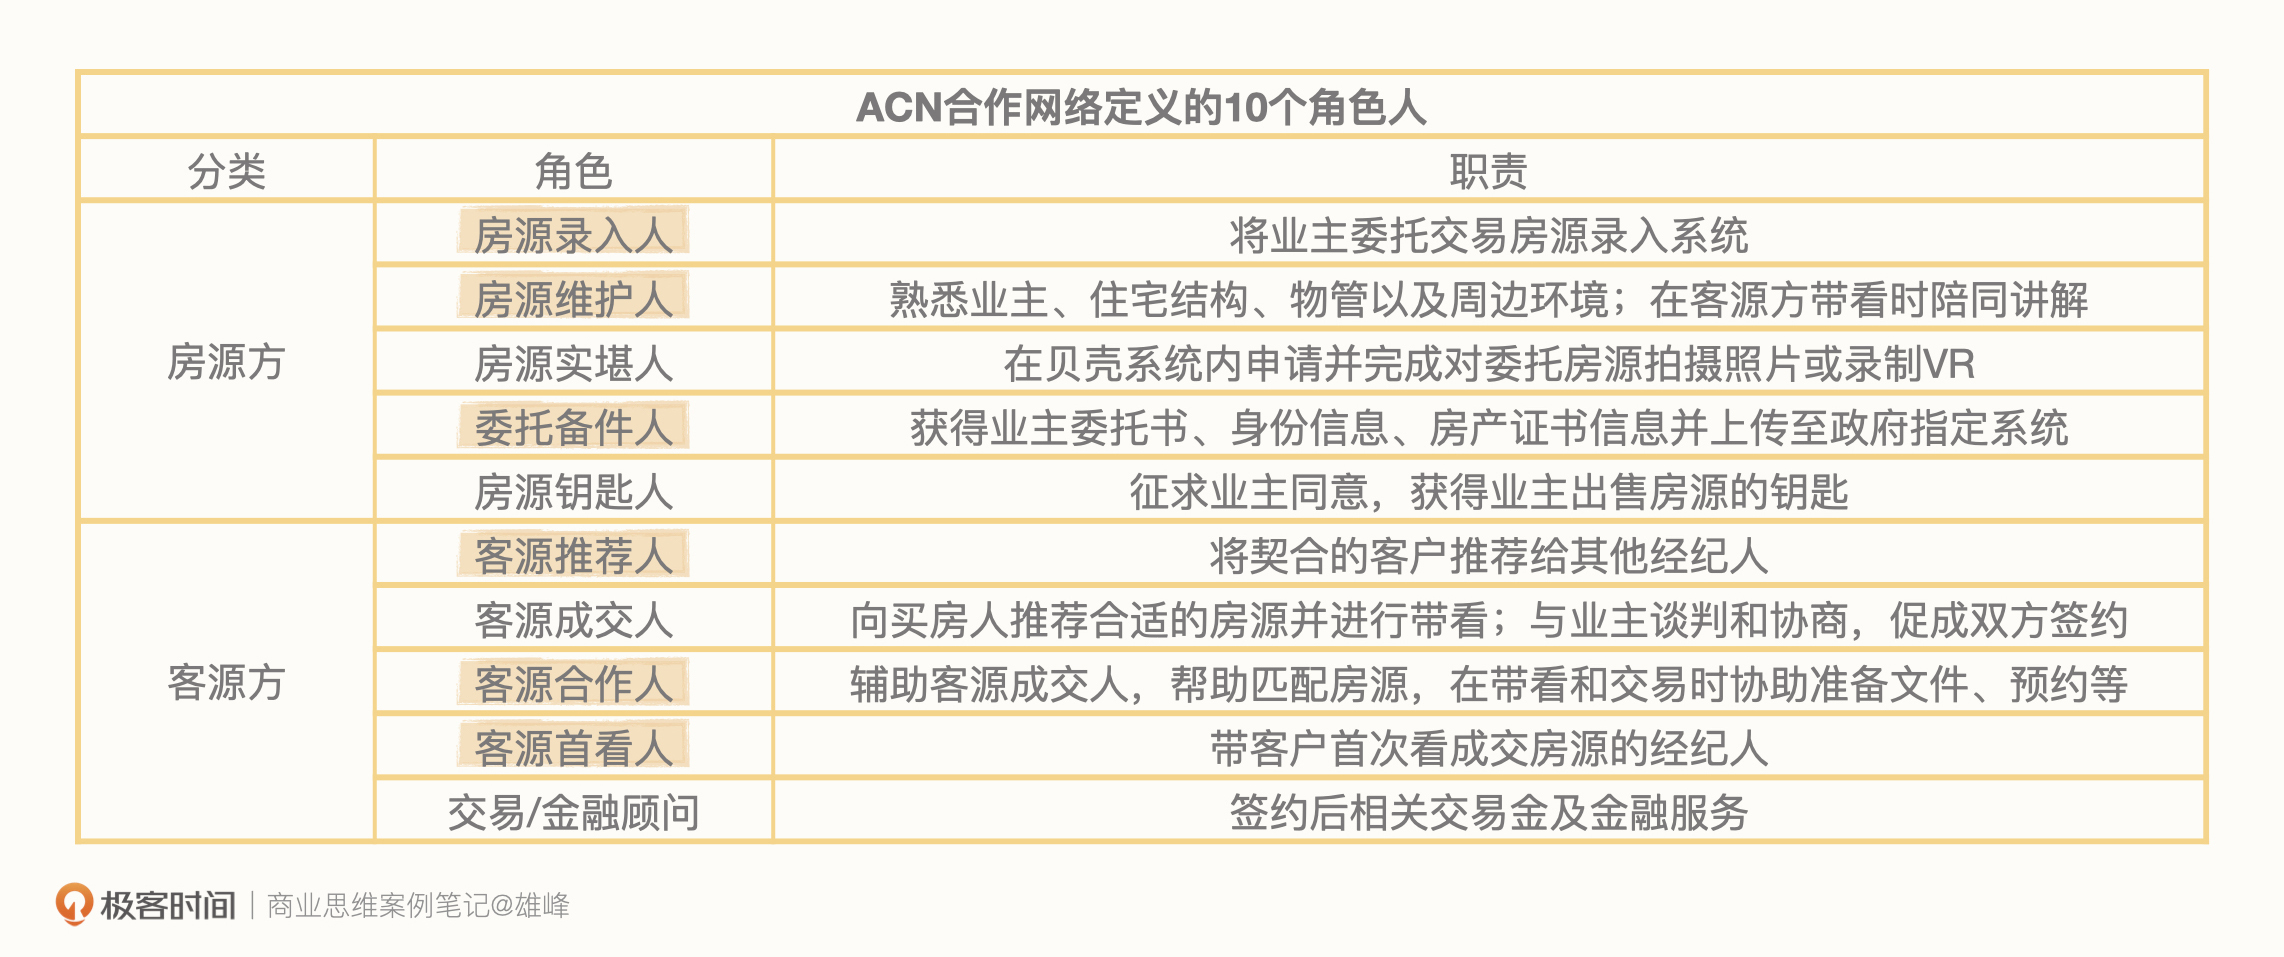 ACN合作网络定义的10个角色人
分类 角色 职责
房源方
房源录入人 将业主委托交易房源录入系统
房源维护人 熟悉业主、住宅结构、物管以及周边环境；在客源方带看时陪同讲解
房源实堪人 在贝壳系统内申请并完成对委托房源拍摄照片或录制VR
委托备件人 获得业主委托书、身份信息、房产证书信息并上传至政府指定系统
房源钥匙人 征求业主同意，获得业主出售房源的钥匙
客源方
客源推荐人 将契合的客户推荐给其他经纪人
客源成交人 向买房人推荐合适的房源并进行带看；与业主谈判和协商，促成双方签约
客源合作人 辅助客源成交人，帮助匹配房源，在带看和交易时协助准备文件、预约等
客源首看人 带客户首次看成交房源的经纪人
交易/金融顾问 签约后相关交易金及金融服务
极客时间 | 商业思维案例笔记@雄峰